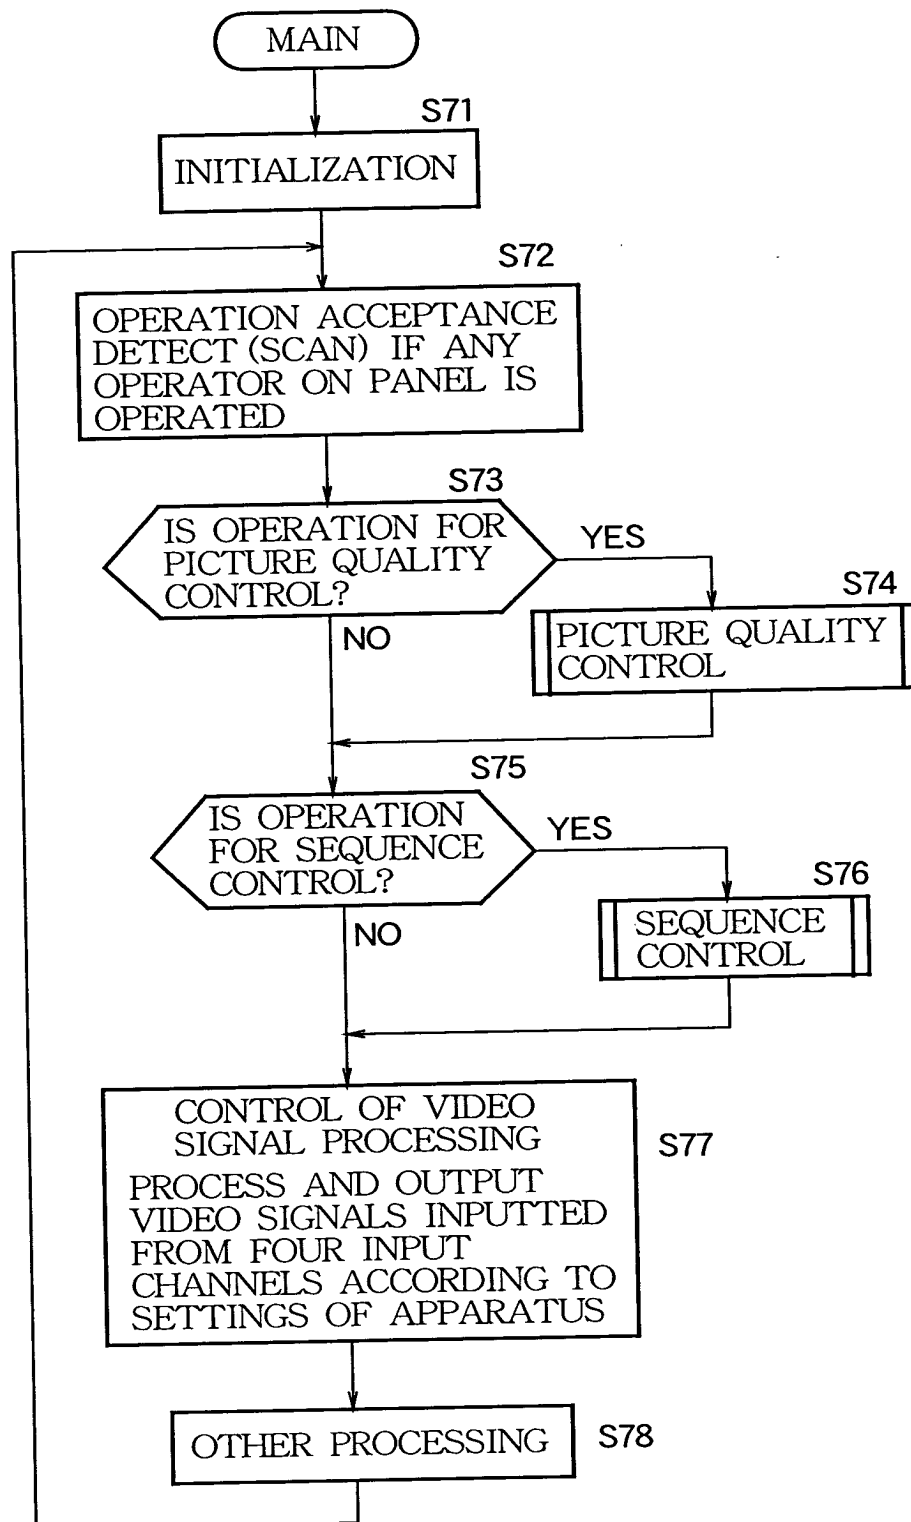 MAIN
S71
INITIALIZATION
S72
OPERATION ACCEPTANCE
DETECT (SCAN) IF ANY
OPERATOR ON PANEL IS
OPERATED
S73
IS OPERATION FOR
PICTURE QUALITY
CONTROL?
YES
NO
S74
PICTURE QUALITY
CONTROL
S75
IS OPERATION
FOR SEQUENCE
CONTROL?
YES
NO
S76
SEQUENCE
CONTROL
CONTROL OF VIDEO
SIGNAL PROCESSING
S77
PROCESS AND OUTPUT
VIDEO SIGNALS INPUTTED
FROM FOUR INPUT
CHANNELS ACCORDING TO
SETTINGS OF APPARATUS
OTHER PROCESSING
S78